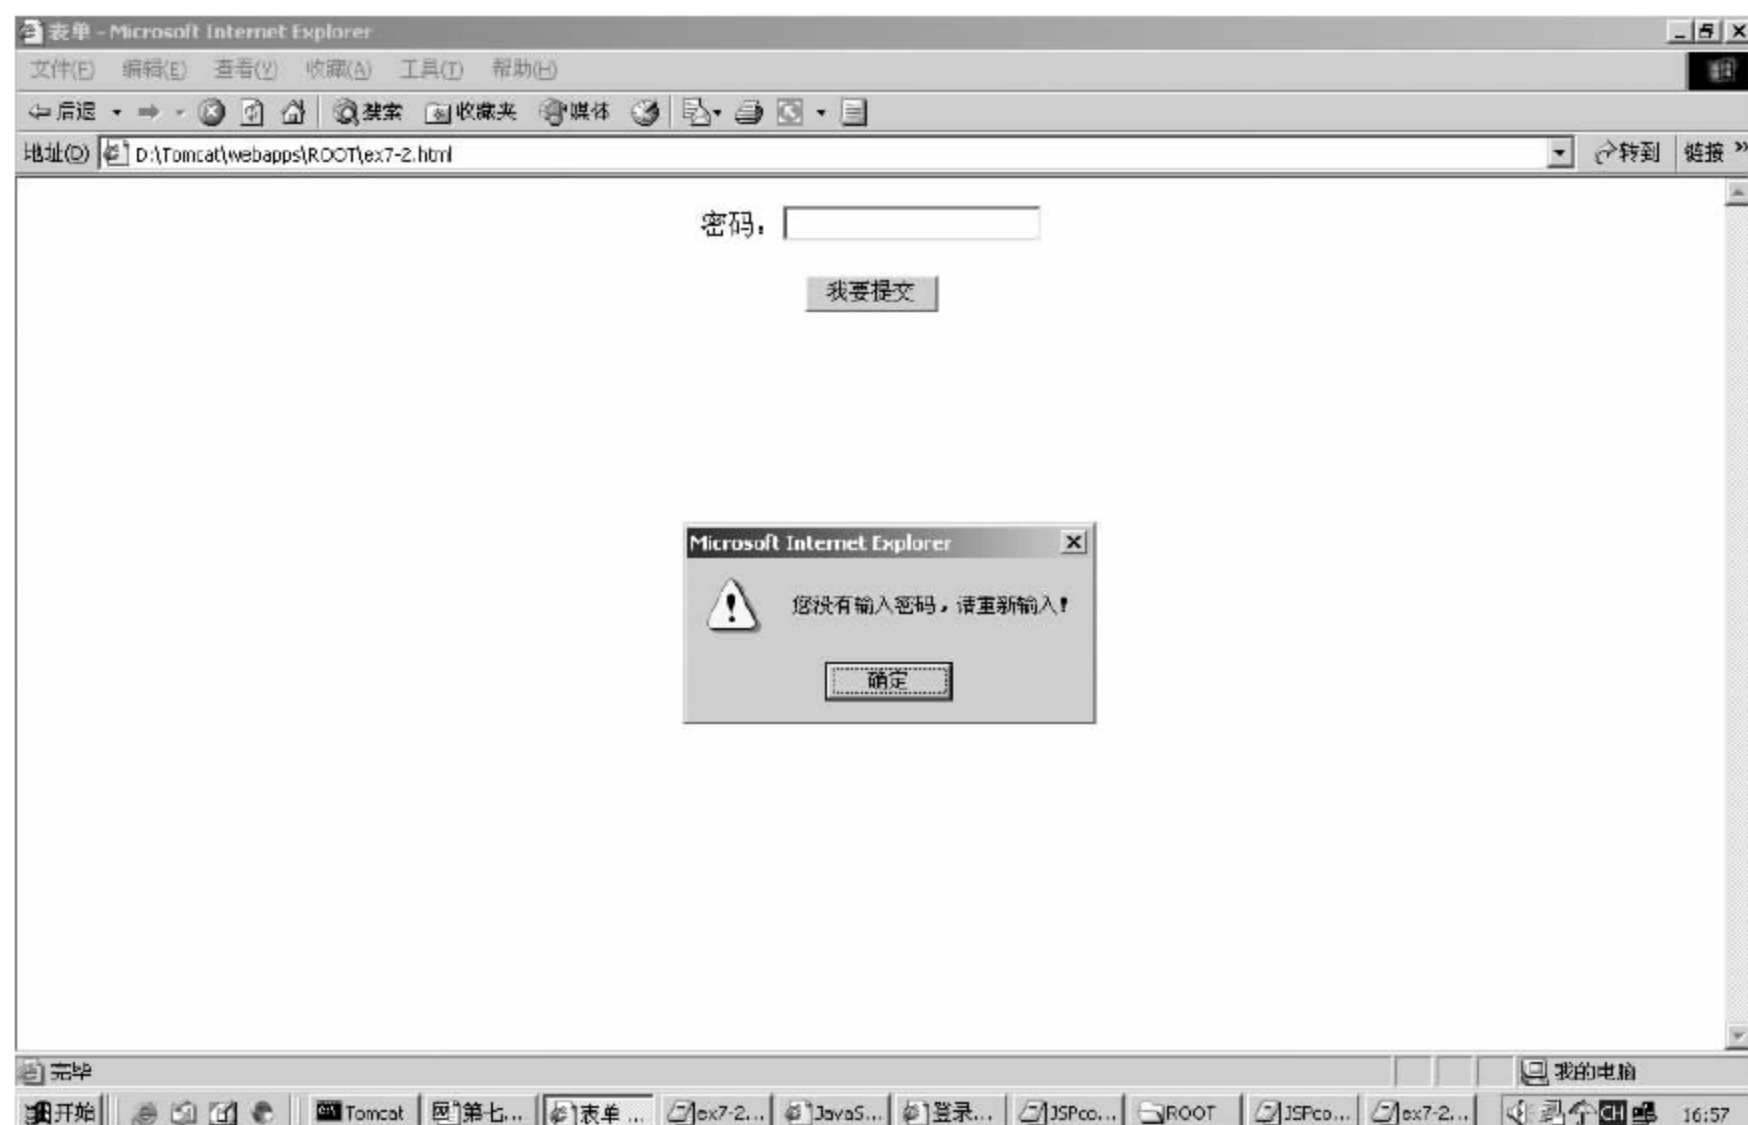 表单 - Microsoft Internet Explorer
文件(F) 编辑(E) 查看(V) 收藏(A) 工具(T) 帮助(H)
后退 搜索 收藏夹 媒体
地址(D) D:\Tomcat\webapps\ROOT\ex7-2.html 转到 链接 »
密码：
我要提交
Microsoft Internet Explorer
您没有输入密码，请重新输入！
确定
完毕 我的电脑
开始 Tomcat 第七... 表单 ... ex7-2... JavaS... 登录... JSPco... ROOT JSPco... ex7-2... CH 16:57